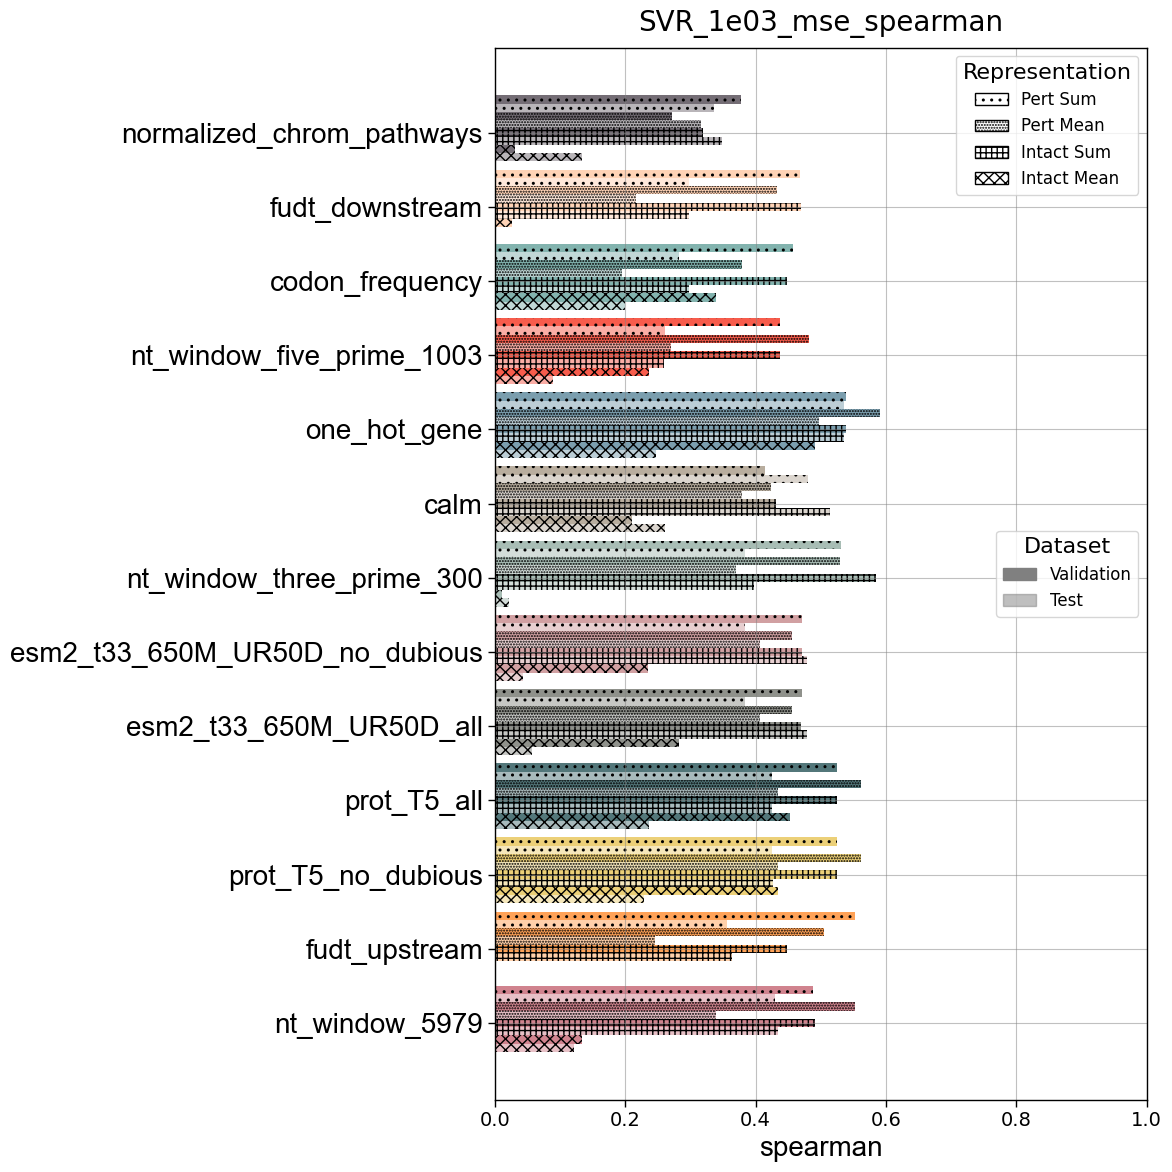 SVR_1e03_mse_spearman
Representation
Pert Sum
Pert Mean
Intact Sum
Intact Mean
normalized_chrom_pathways
fudt_downstream
codon_frequency
nt_window_five_prime_1003
one_hot_gene
calm
Dataset
Validation
Test
nt_window_three_prime_300
esm2_t33_650M_UR50D_no_dubious
esm2_t33_650M_UR50D_all
prot_T5_all
prot_T5_no_dubious
fudt_upstream
nt_window_5979
0.0 0.2 0.4 0.6 0.8 1.0
spearman